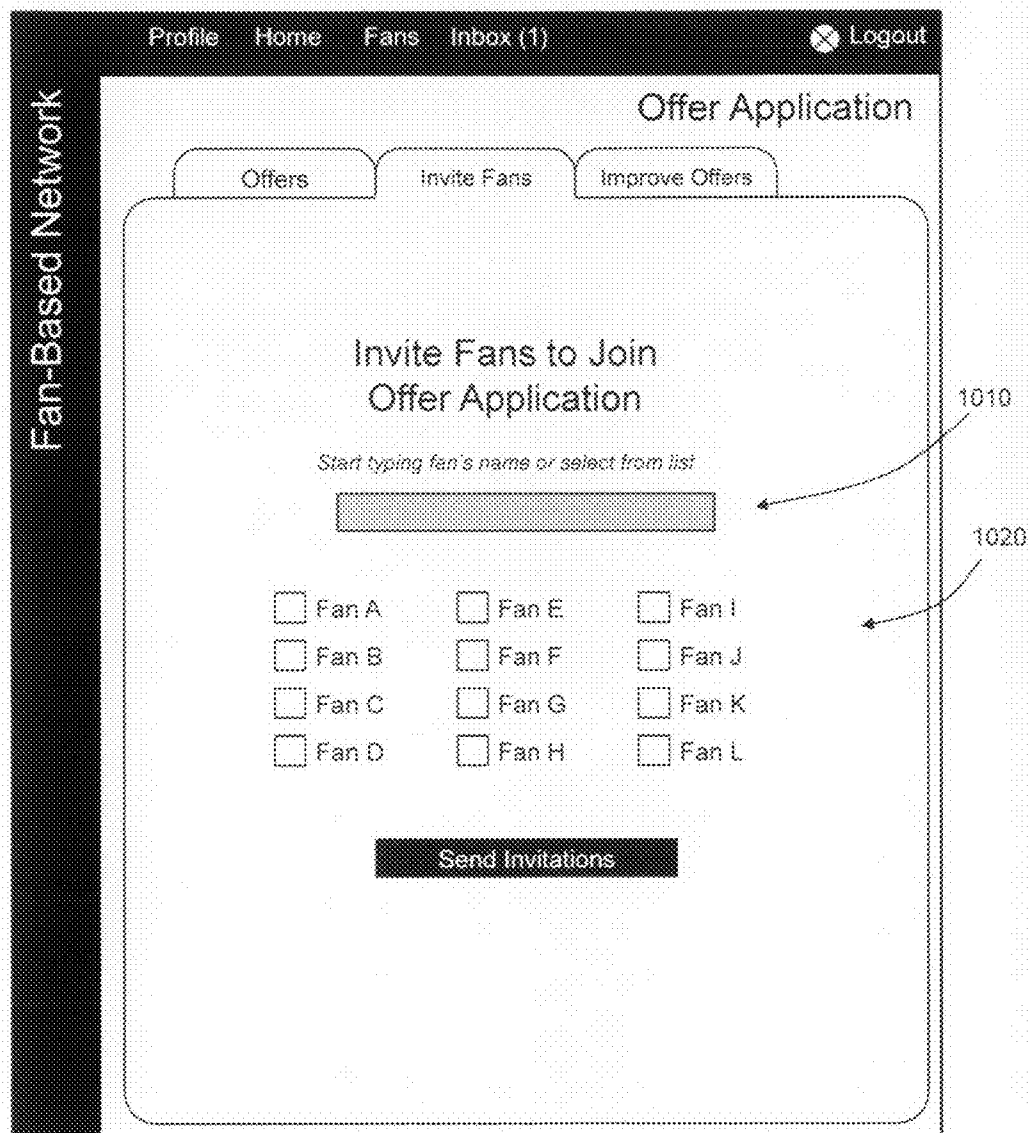 Profile Home Fans Inbox (1) Logout
Fan-Based Network
Offer Application
Offers Invite Fans Improve Offers
Invite Fans to Join
Offer Application
1010
Start typing fan's name or select from list
1020
Fan A Fan E Fan I
Fan B Fan F Fan J
Fan C Fan G Fan K
Fan D Fan H Fan L
Send Invitations